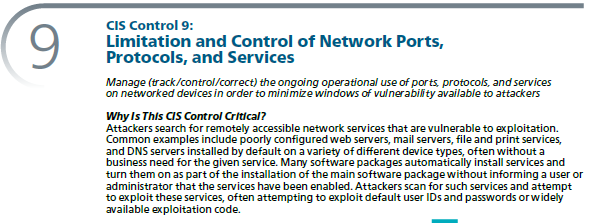 9
CIS Control 9:
Limitation and Control of Network Ports,
Protocols, and Services
Manage (track/control/correct) the ongoing operational use of ports, protocols, and services
on networked devices in order to minimize windows of vulnerability available to attackers
Why Is This CIS Control Critical?
Attackers search for remotely accessible network services that are vulnerable to exploitation.
Common examples include poorly configured web servers, mail servers, file and print services,
and DNS servers installed by default on a variety of different device types, often without a
business need for the given service. Many software packages automatically install services and
turn them on as part of the installation of the main software package without informing a user or
administrator that the services have been enabled. Attackers scan for such services and attempt
to exploit these services, often attempting to exploit default user IDs and passwords or widely
available exploitation code.